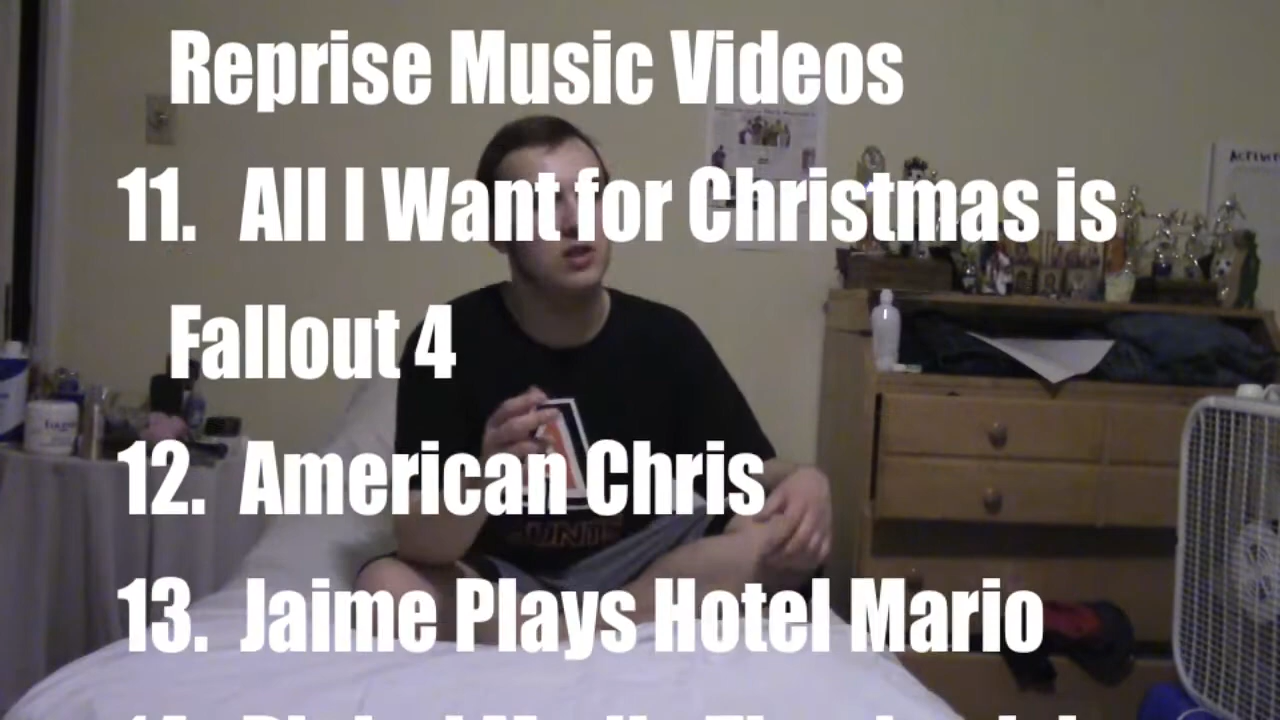 Reprise Music Videos
11. All I Want for Christmas is
Fallout 4
12. American Chris
13. Jaime Plays Hotel Mario